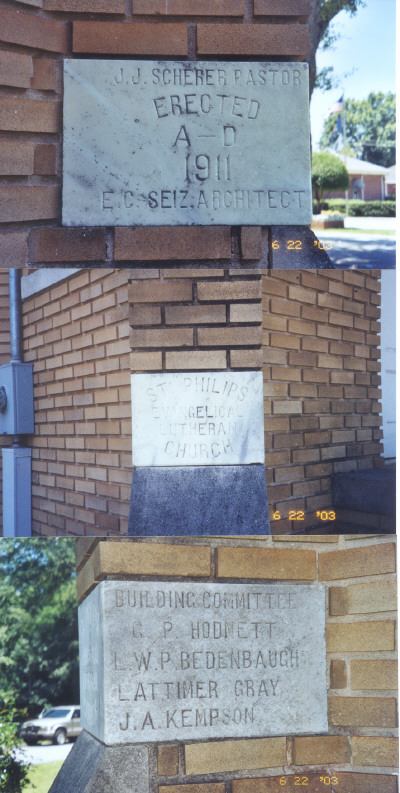 J. J. SCHERER PASTOR
ERECTED
A-D
1911
E. C. SEIZ. ARCHITECT
6 22 '03
ST PHILIPS
EVANGELICAL
LUTHERAN
CHURCH
6 22 '03
BUILDING COMMITTEE
P. HODNETT
L. W. P. BEDENBAUGH
LATTIMER GRAY
J. A. KEMPSON
6 22 '03